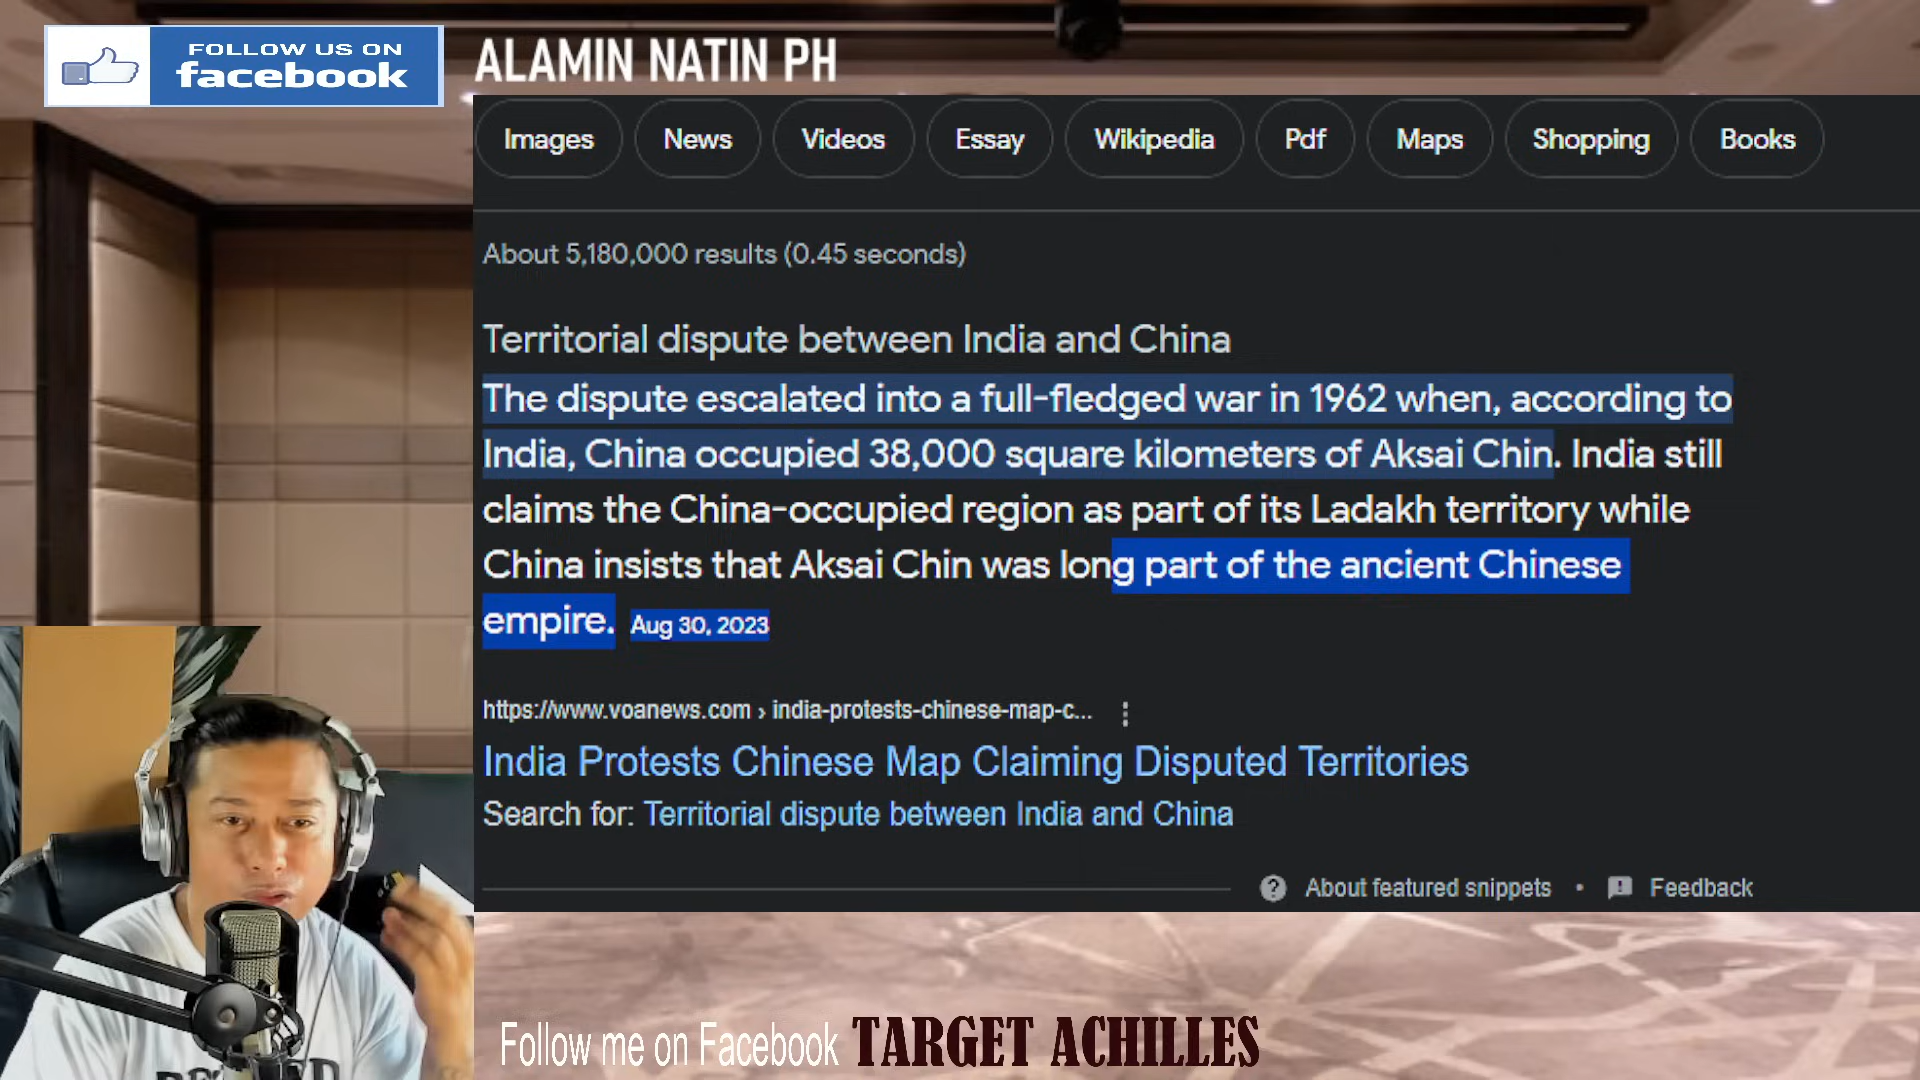 FOLLOW US ON
facebook
ALAMIN NATIN PH
Images News Videos Essay Wikipedia Pdf Maps Shopping Books
About 5,180,000 results (0.45 seconds)
Territorial dispute between India and China
The dispute escalated into a full-fledged war in 1962 when, according to
India, China occupied 38,000 square kilometers of Aksai Chin. India still
claims the China-occupied region as part of its Ladakh territory while
China insists that Aksai Chin was long part of the ancient Chinese
empire. Aug 30, 2023
https://www.voanews.com › india-protests-chinese-map-c...
India Protests Chinese Map Claiming Disputed Territories
Search for: Territorial dispute between India and China
About featured snippets • Feedback
Follow me on Facebook TARGET ACHILLES